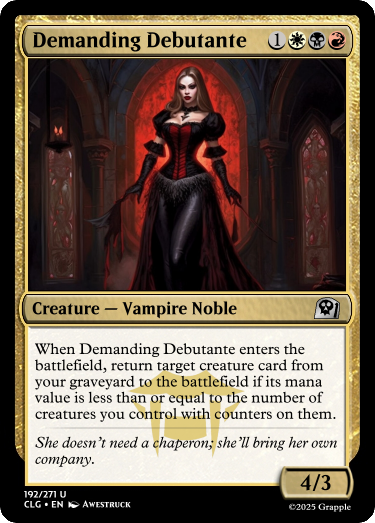 Demanding Debutante 1
Creature — Vampire Noble
When Demanding Debutante enters the
battlefield, return target creature card from
your graveyard to the battlefield if its mana
value is less than or equal to the number of
creatures you control with counters on them.
She doesn't need a chaperon; she'll bring her own
company.
4/3
192/271 U
CLG • EN Awestruck
©2025 Grapple